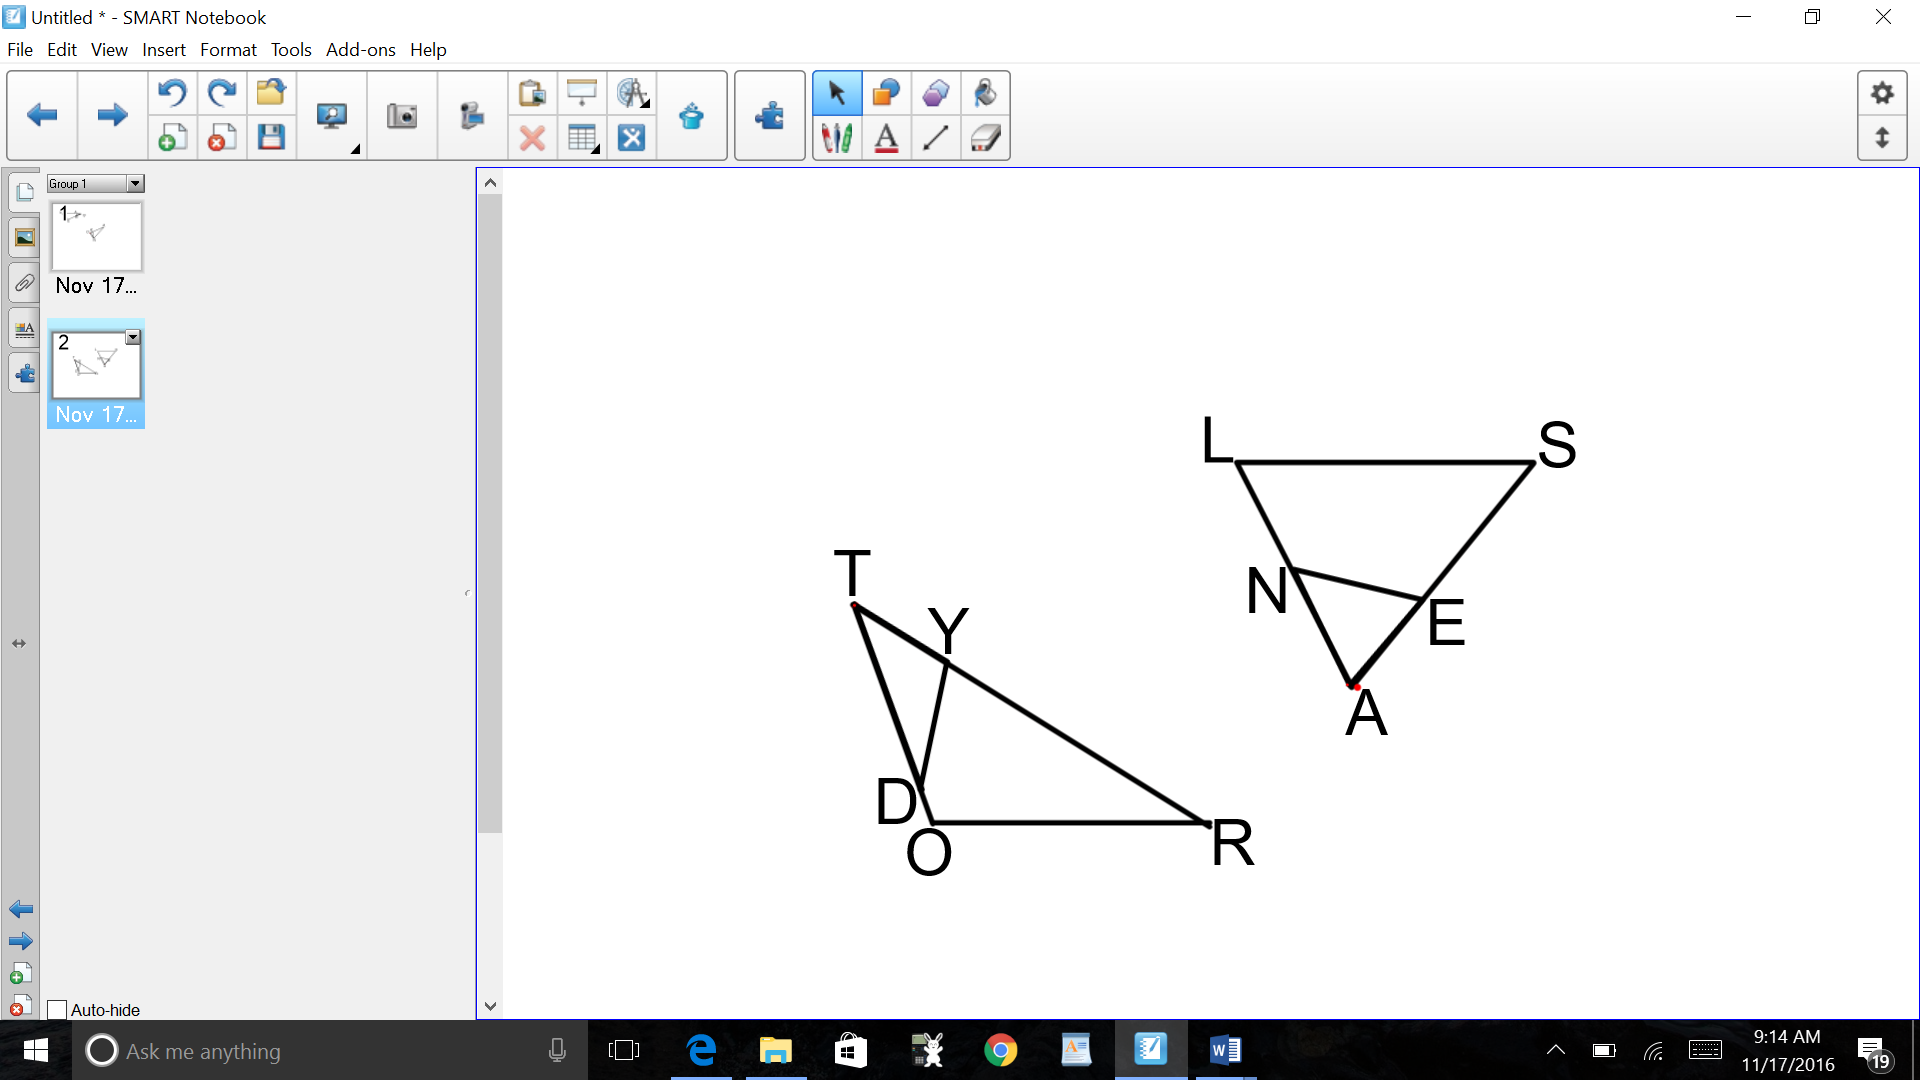 Untitled * - SMART Notebook
File Edit View Insert Format Tools Add-ons Help
Group 1
1
Nov 17...
2
Nov 17...
L
S
T
N
Y
E
A
D
O
R
Auto-hide
Ask me anything
9:14 AM
11/17/2016
19